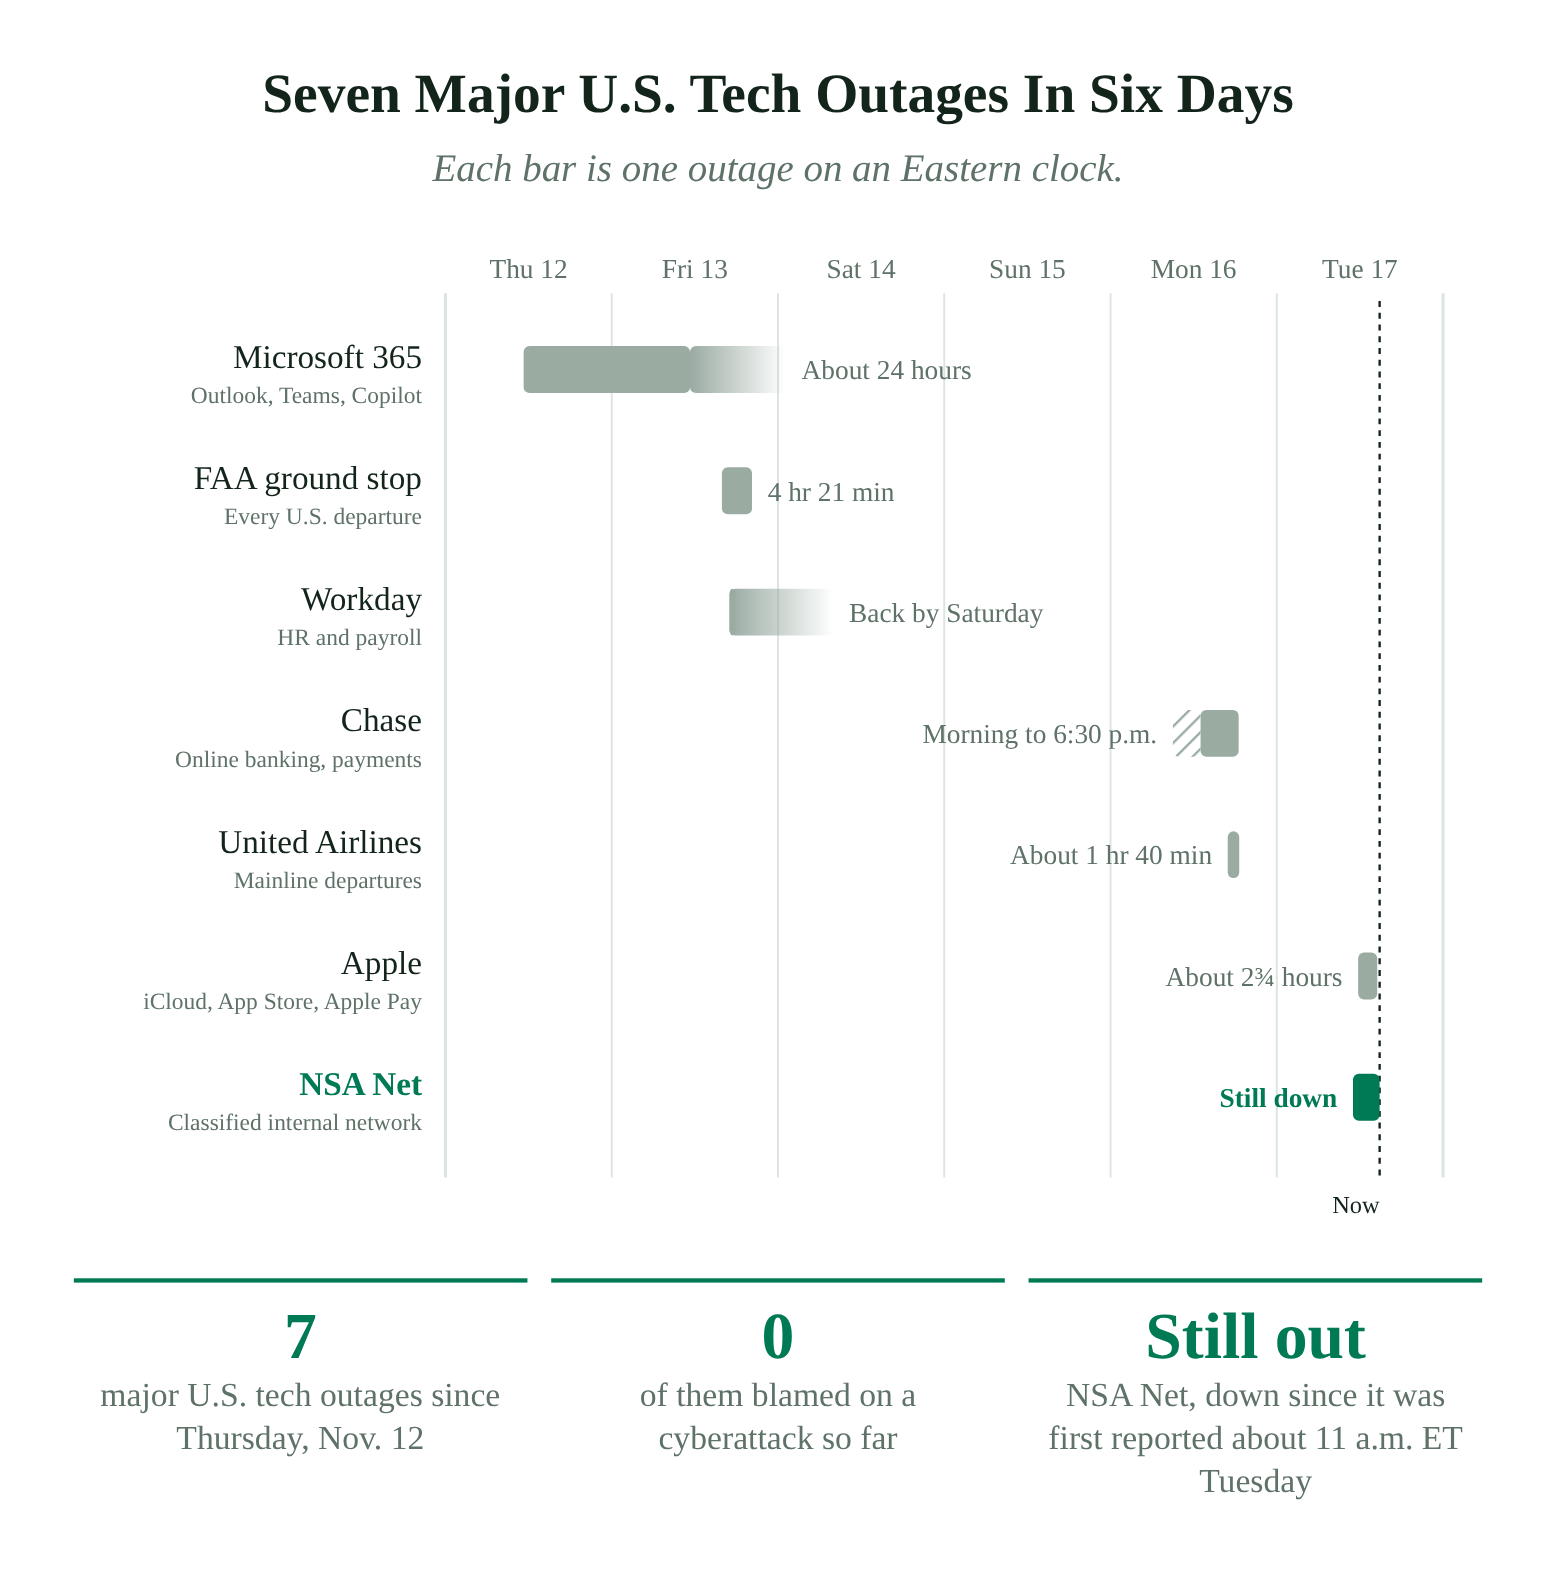 Seven Major U.S. Tech Outages In Six Days
Each bar is one outage on an Eastern clock.
Thu 12 Fri 13 Sat 14 Sun 15 Mon 16 Tue 17
Microsoft 365
Outlook, Teams, Copilot
About 24 hours
FAA ground stop
Every U.S. departure
4 hr 21 min
Workday
HR and payroll
Back by Saturday
Chase
Online banking, payments
Morning to 6:30 p.m.
United Airlines
Mainline departures
About 1 hr 40 min
Apple
iCloud, App Store, Apple Pay
About 2¾ hours
NSA Net
Classified internal network
Still down
Now
7
major U.S. tech outages since
Thursday, Nov. 12
0
of them blamed on a
cyberattack so far
Still out
NSA Net, down since it was
first reported about 11 a.m. ET
Tuesday